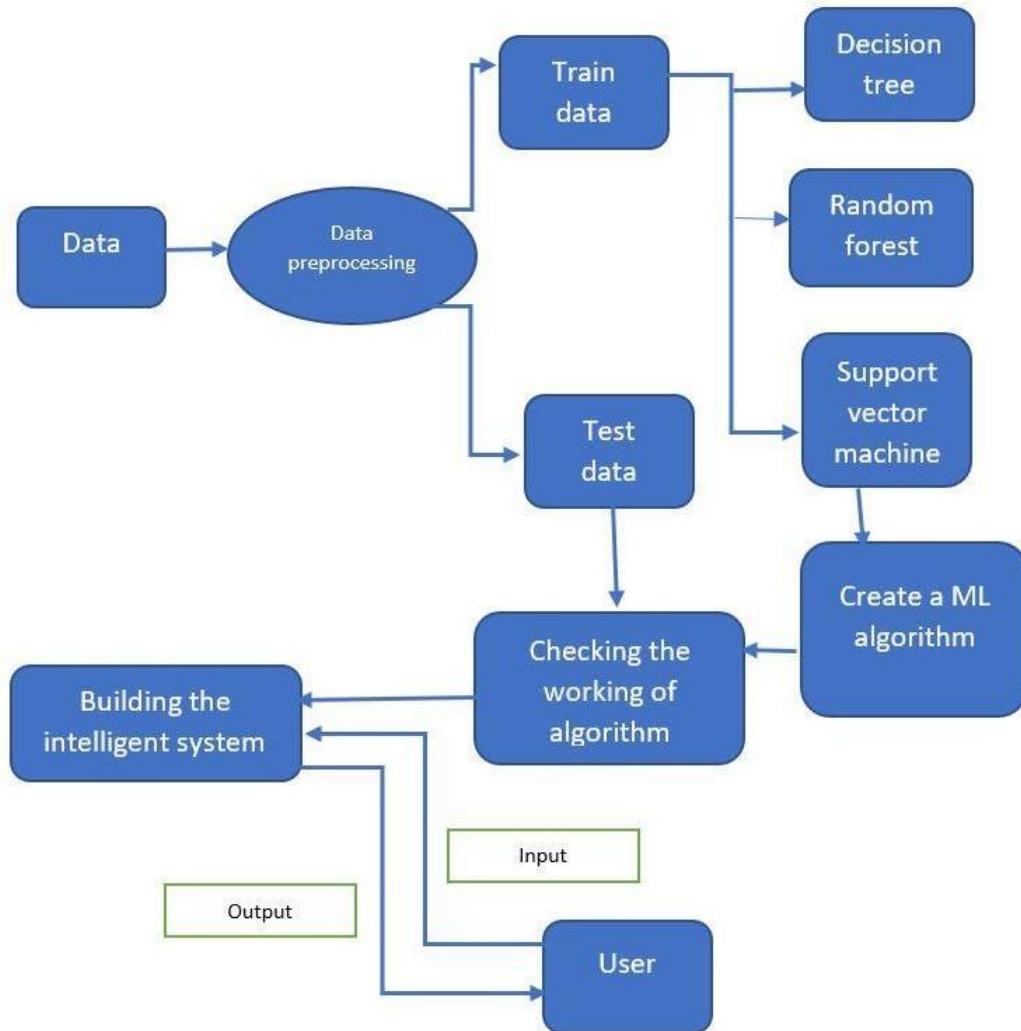 Decision
tree
Train
data
Random
forest
Data
Data
preprocessing
Support
vector
machine
Test
data
Create a ML
algorithm
Checking the
working of
algorithm
Building the
intelligent system
Input
Output
User